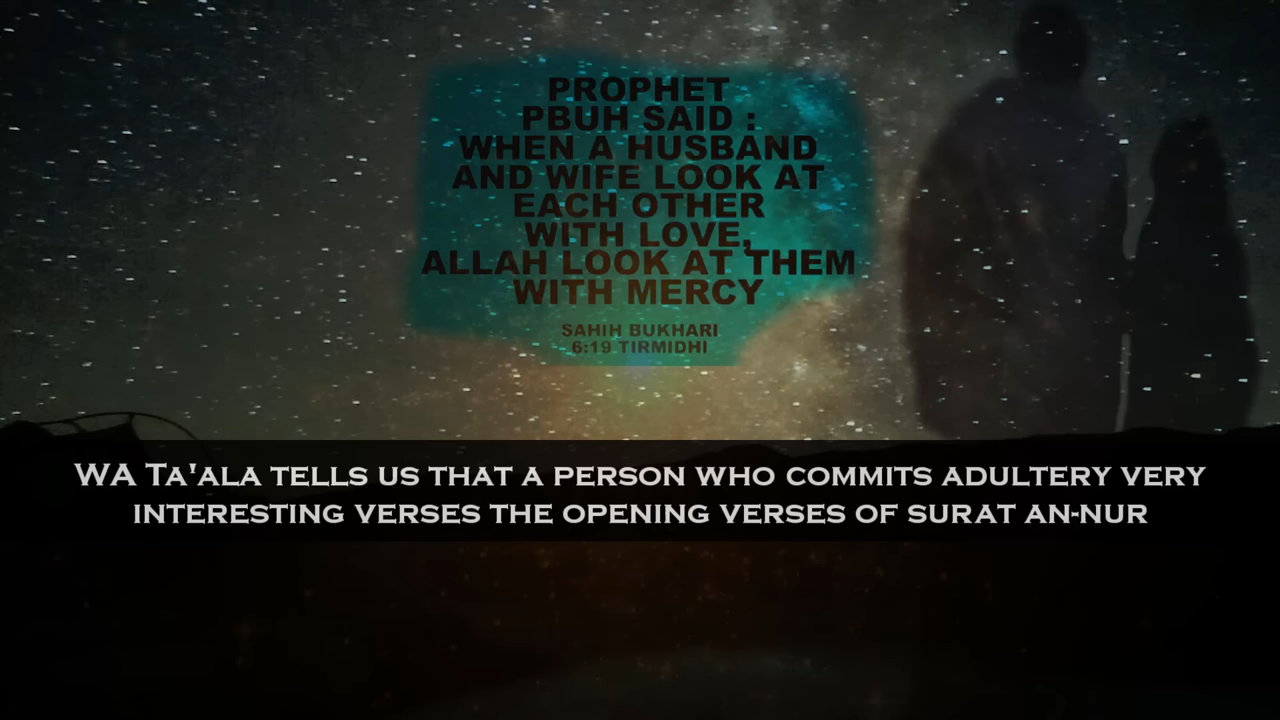 PROPHET
PBUH SAID :
WHEN A HUSBAND
AND WIFE LOOK AT
EACH OTHER
WITH LOVE,
ALLAH LOOK AT THEM
WITH MERCY
SAHIH BUKHARI
6:19 TIRMIDHI
WA TA'ALA TELLS US THAT A PERSON WHO COMMITS ADULTERY VERY
INTERESTING VERSES THE OPENING VERSES OF SURAT AN-NUR